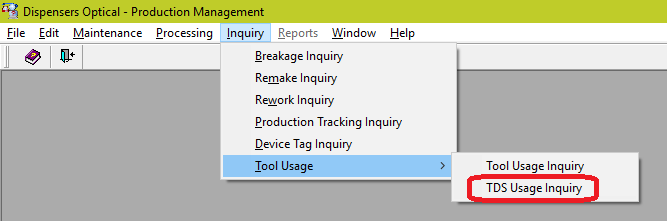 Dispensers Optical - Production Management
File Edit Maintenance Processing Inquiry Reports Window Help
Breakage Inquiry
Remake Inquiry
Rework Inquiry
Production Tracking Inquiry
Device Tag Inquiry
Tool Usage
Tool Usage Inquiry
TDS Usage Inquiry